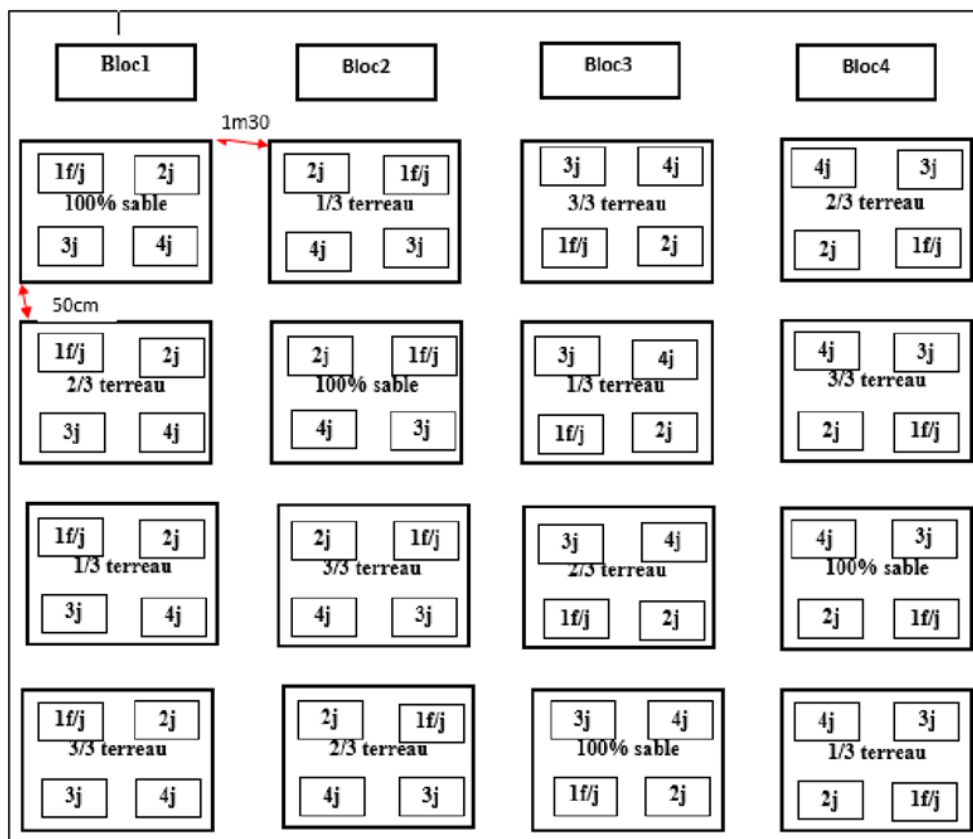 Bloc1 Bloc2 Bloc3 Bloc4
1m30
1f/j 2j 2j 1f/j 3j 4j 4j 3j
100% sable 1/3 terreau 3/3 terreau 2/3 terreau
3j 4j 4j 3j 1f/j 2j 2j 1f/j
50cm
1f/j 2j 2j 1f/j 3j 4j 4j 3j
2/3 terreau 100% sable 1/3 terreau 3/3 terreau
3j 4j 4j 3j 1f/j 2j 2j 1f/j
1f/j 2j 2j 1f/j 3j 4j 4j 3j
1/3 terreau 3/3 terreau 2/3 terreau 100% sable
3j 4j 4j 3j 1f/j 2j 2j 1f/j
1f/j 2j 2j 1f/j 3j 4j 4j 3j
3/3 terreau 2/3 terreau 100% sable 1/3 terreau
3j 4j 4j 3j 1f/j 2j 2j 1f/j